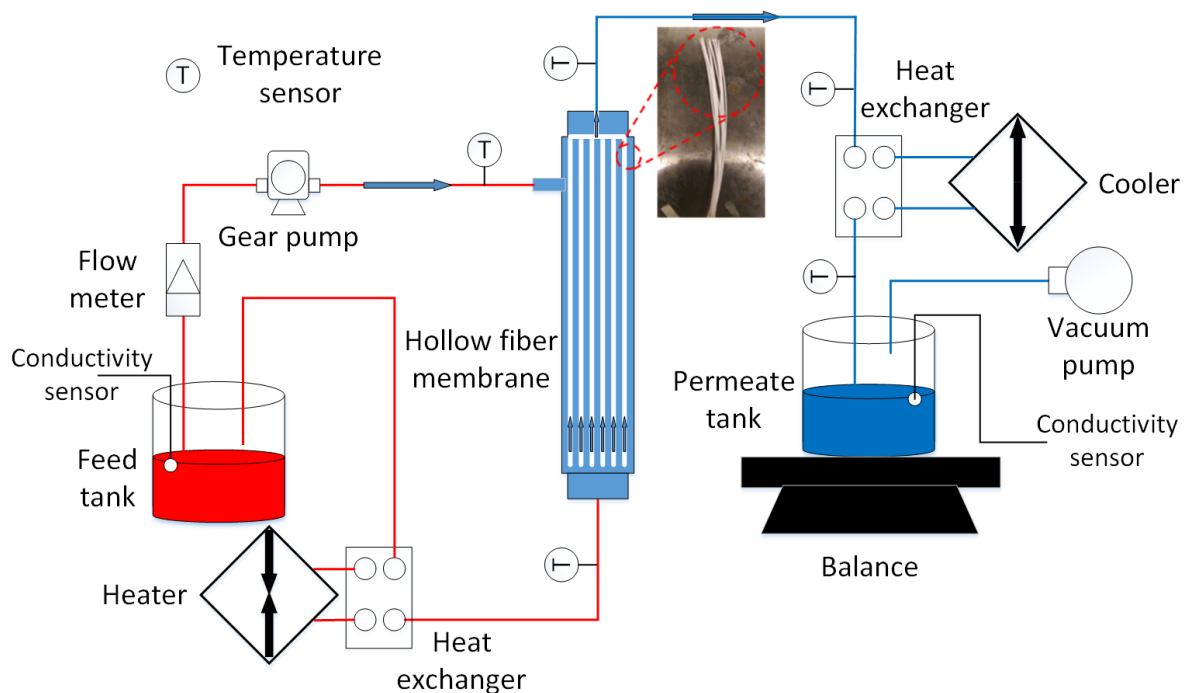 T
Temperature
sensor
T
Gear pump
Flow
meter
Conductivity
sensor
Feed
tank
Heater
Heat
exchanger
T
Hollow fiber
membrane
T
T
Heat
exchanger
Cooler
T
Vacuum
pump
Permeate
tank
Conductivity
sensor
Balance